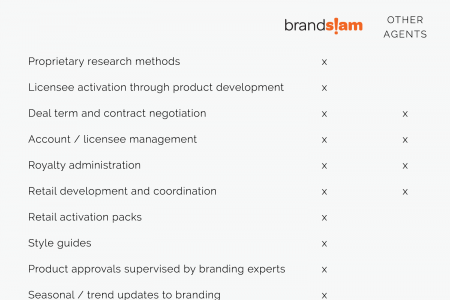 brandslam OTHER
AGENTS
Proprietary research methods x
Licensee activation through product development x
Deal term and contract negotiation x x
Account / licensee management x x
Royalty administration x x
Retail development and coordination x x
Retail activation packs x
Style guides x
Product approvals supervised by branding experts x
Seasonal / trend updates to branding x